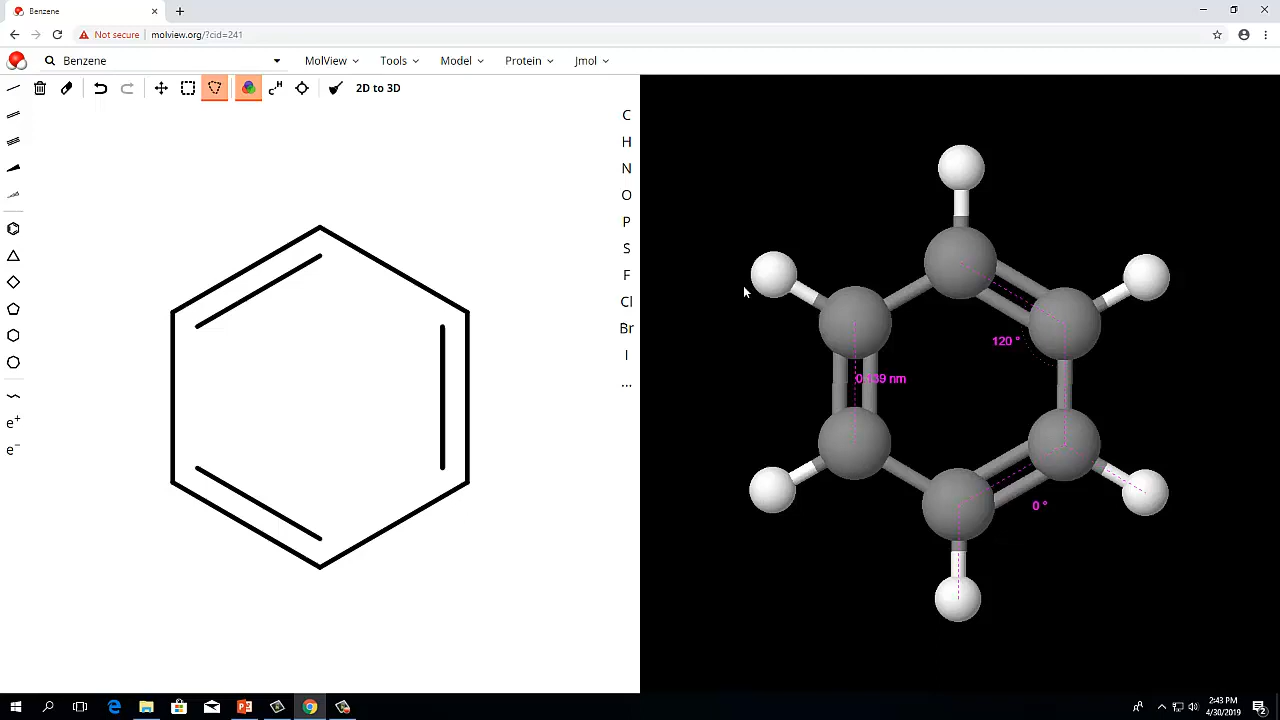 Benzene
Not secure | molview.org/?cid=241
Benzene
MolView Tools Model Protein Jmol
2D to 3D
C
H
N
O
P
S
F
Cl
Br
I
...
e+
e−
120 °
0.139 nm
0 °
2:43 PM
4/30/2019